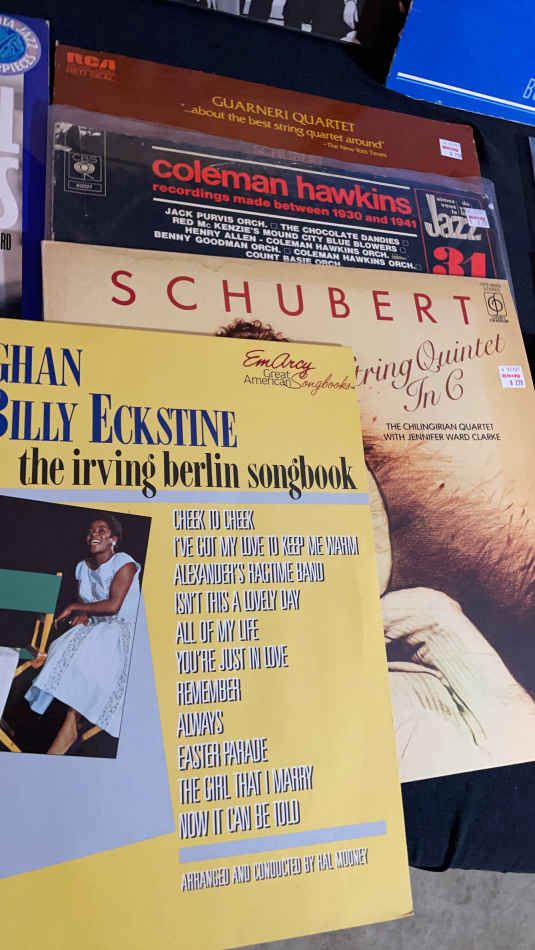 RCA
GUARNERI QUARTET
"...about the best string quartet around"
-The New York Times
CBS
coleman hawkins
recordings made between 1930 and 1941
JACK PURVIS ORCH. □ THE CHOCOLATE DANDIES □
RED Mc KENZIE'S MOUND CITY BLUE BLOWERS □
HENRY ALLEN - COLEMAN HAWKINS ORCH. □
BENNY GOODMAN ORCH. □ COLEMAN HAWKINS ORCH. □
COUNT BASIE ORCH.
aimez
vous
Jazz
31
SCHUBERT
String Quintet
In C
THE CHILINGIRIAN QUARTET
WITH JENNIFER WARD CLARKE
EmArcy
Great
American Songbooks
GHAN
BILLY ECKSTINE
the irving berlin songbook
CHEEK TO CHEEK
I'VE GOT MY LOVE TO KEEP ME WARM
ALEXANDER'S RAGTIME BAND
ISN'T THIS A LOVELY DAY
ALL OF MY LIFE
YOU'RE JUST IN LOVE
REMEMBER
ALWAYS
EASTER PARADE
THE GIRL THAT I MARRY
NOW IT CAN BE TOLD
ARRANGED AND CONDUCTED BY HAL MOONEY